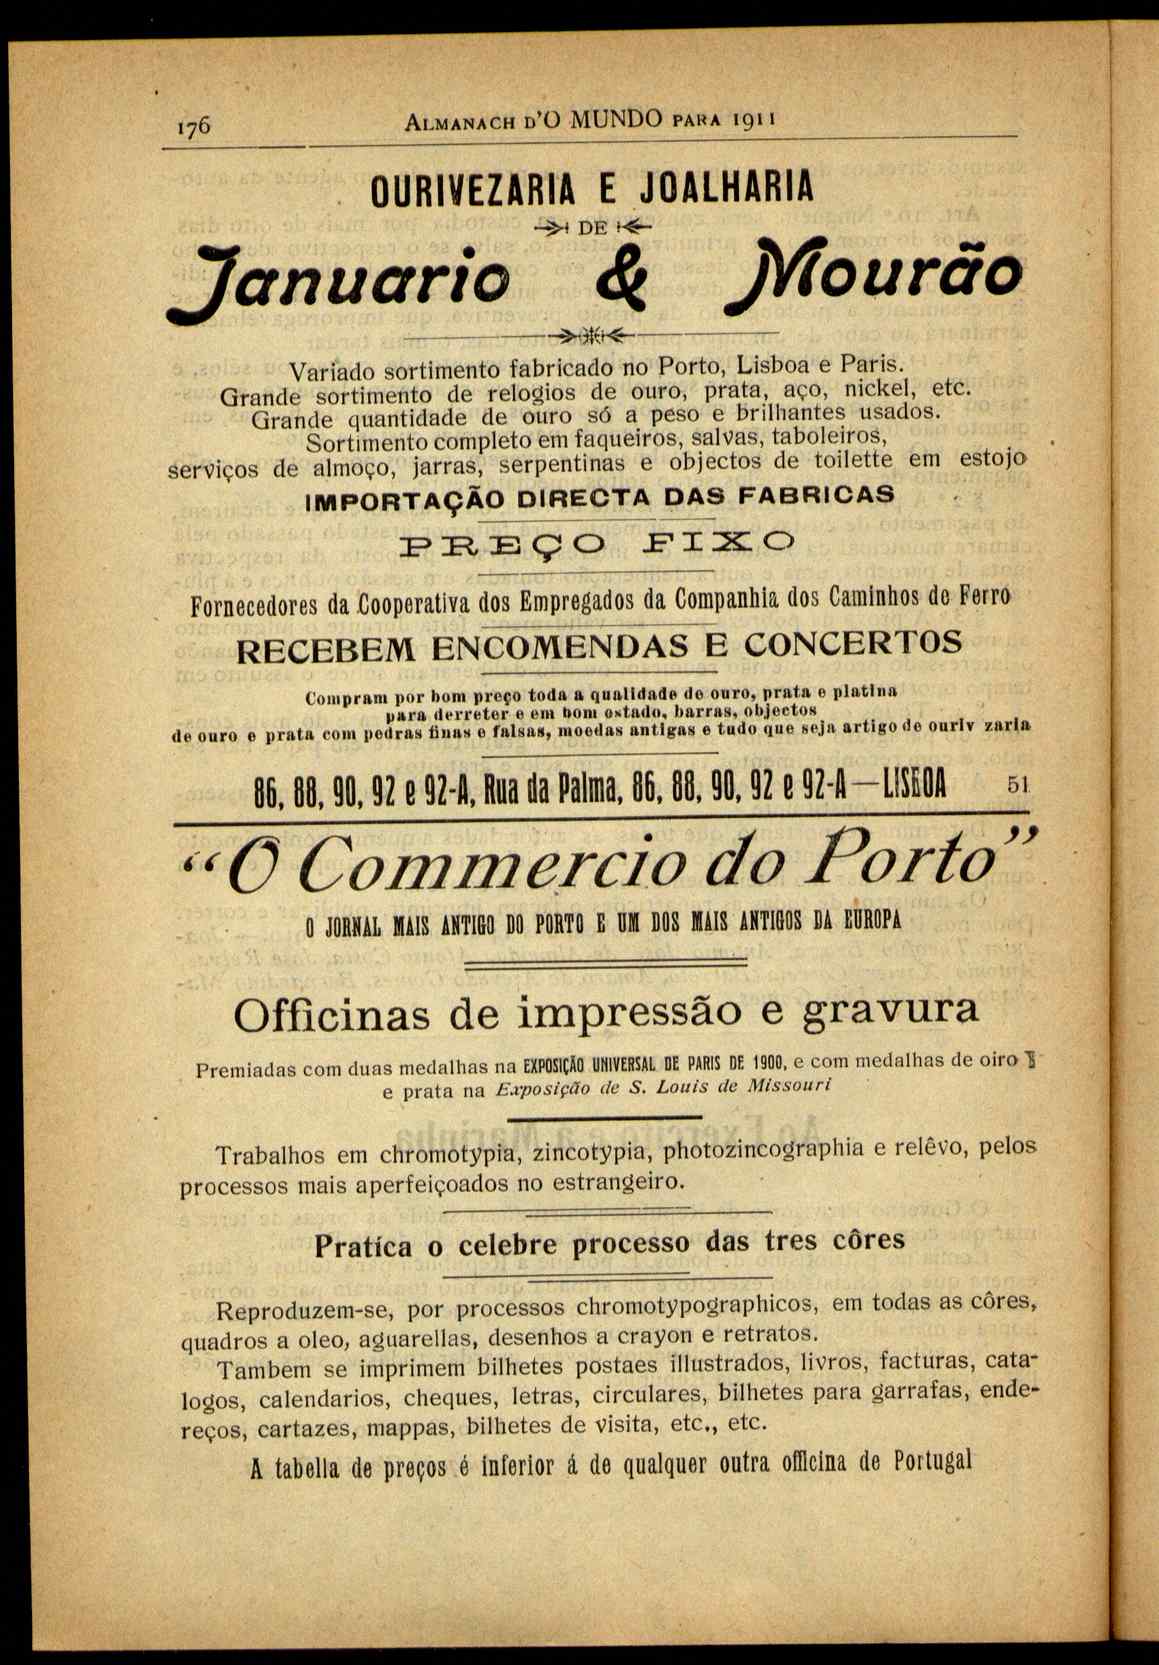 176
ALMANACH D'O MUNDO PARA 1911
OURIVEZARIA E JOALHARIA
DE
Januario & Mourão
Variado sortimento fabricado no Porto, Lisboa e Paris.
Grande sortimento de relogios de ouro, prata, aço, nickel, etc.
Grande quantidade de ouro só a peso e brilhantes usados.
Sortimento completo em faqueiros, salvas, taboleiros,
serviços de almoço, jarras, serpentinas e objectos de toilette em estojo
IMPORTAÇÃO DIRECTA DAS FABRICAS
PREÇO FIXO
Fornecedores da Cooperativa dos Empregados da Companhia dos Caminhos de Ferro
RECEBEM ENCOMENDAS E CONCERTOS
Compram por bom preço toda a qualidade de ouro, prata e platina
para derreter e em bom estado, barras, objectos
de ouro e prata com pedras finas e falsas, moedas antigas e tudo que seja artigo de ouriv zaria
86, 88, 90, 92 e 92-A, Rua da Palma, 86, 88, 90, 92 e 92-A — LISBOA 51
"O Commercio do Porto"
O JORNAL MAIS ANTIGO DO PORTO E UM DOS MAIS ANTIGOS DA EUROPA
Officinas de impressão e gravura
Premiadas com duas medalhas na EXPOSIÇÃO UNIVERSAL DE PARIS DE 1900, e com medalhas de oiro
e prata na Exposição de S. Louis de Missouri
Trabalhos em chromotypia, zincotypia, photozincographia e relêvo, pelos
processos mais aperfeiçoados no estrangeiro.
Pratica o celebre processo das tres côres
Reproduzem-se, por processos chromotypographicos, em todas as côres,
quadros a oleo, aguarellas, desenhos a crayon e retratos.
Tambem se imprimem bilhetes postaes illustrados, livros, facturas, cata-
logos, calendarios, cheques, letras, circulares, bilhetes para garrafas, ende-
reços, cartazes, mappas, bilhetes de visita, etc., etc.
A tabella de preços é inferior á de qualquer outra officina de Portugal